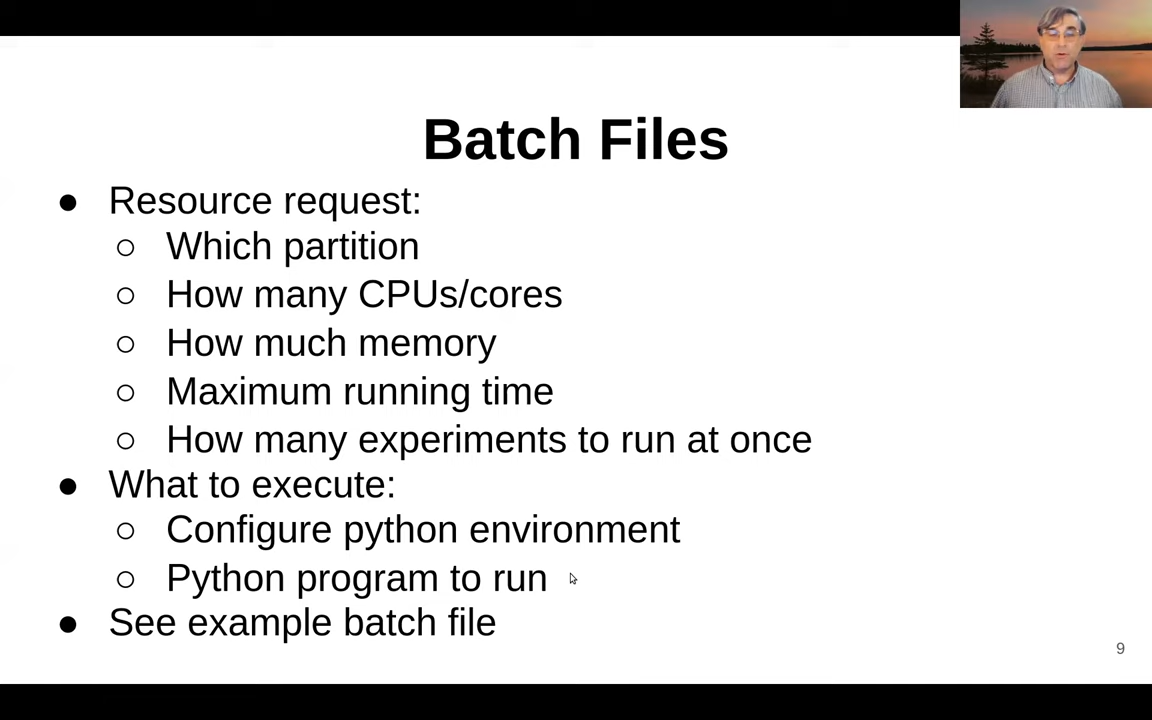 Batch Files
● Resource request:
○ Which partition
○ How many CPUs/cores
○ How much memory
○ Maximum running time
○ How many experiments to run at once
● What to execute:
○ Configure python environment
○ Python program to run
● See example batch file
9